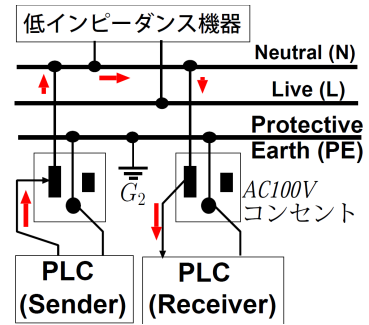 低インピーダンス機器
Neutral (N)
Live (L)
Protective
Earth (PE)
G2
AC100V
コンセント
PLC
(Sender)
PLC
(Receiver)